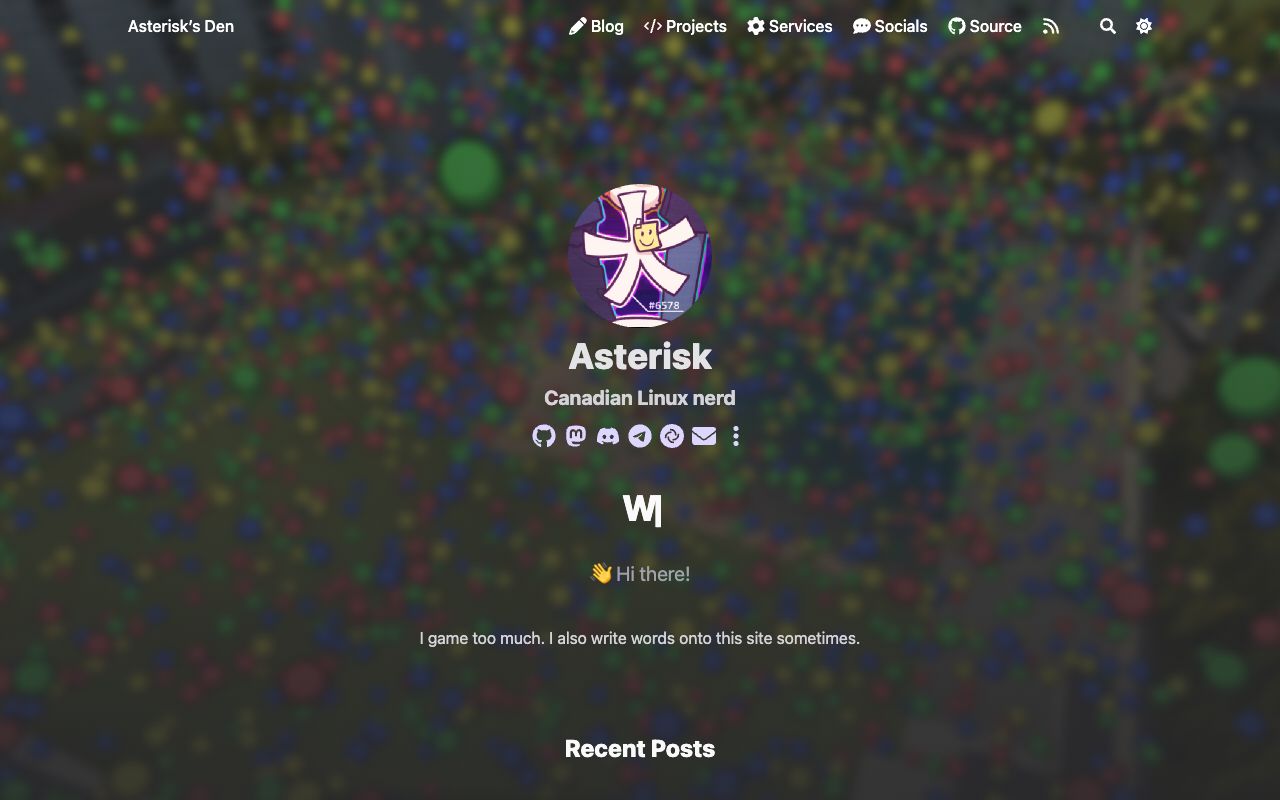 Asterisk’s Den
Blog
Projects
Services
Socials
Source
#6578
Asterisk
Canadian Linux nerd
W|
👋 Hi there!
I game too much. I also write words onto this site sometimes.
Recent Posts